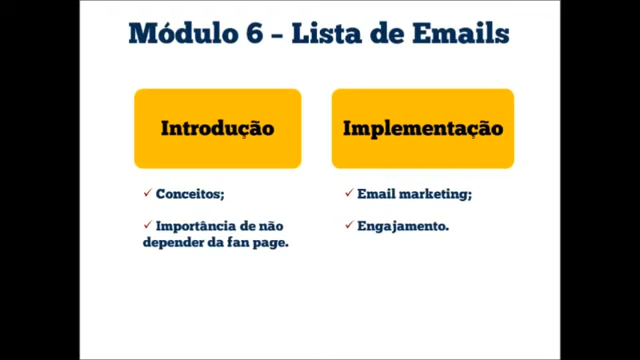 Módulo 6 – Lista de Emails
Introdução
✓ Conceitos;
✓ Importância de não
depender da fan page.
Implementação
✓ Email marketing;
✓ Engajamento.